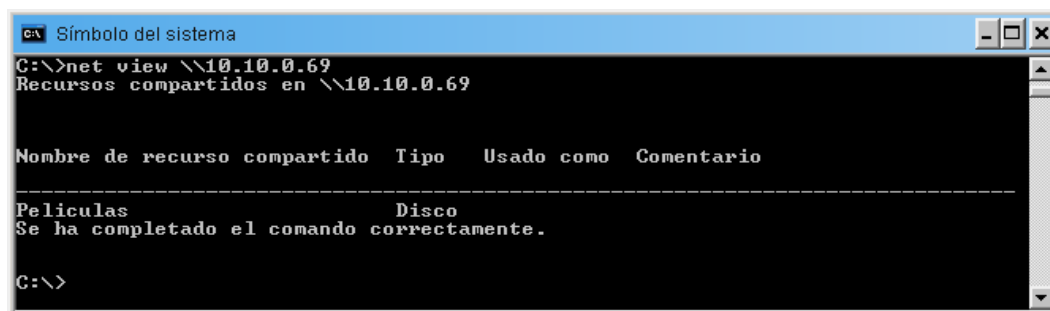 Símbolo del sistema
C:\>net view \\10.10.0.69
Recursos compartidos en \\10.10.0.69
Nombre de recurso compartido  Tipo   Usado como  Comentario
-------------------------------------------------------------------------------
Peliculas                     Disco
Se ha completado el comando correctamente.
C:\>